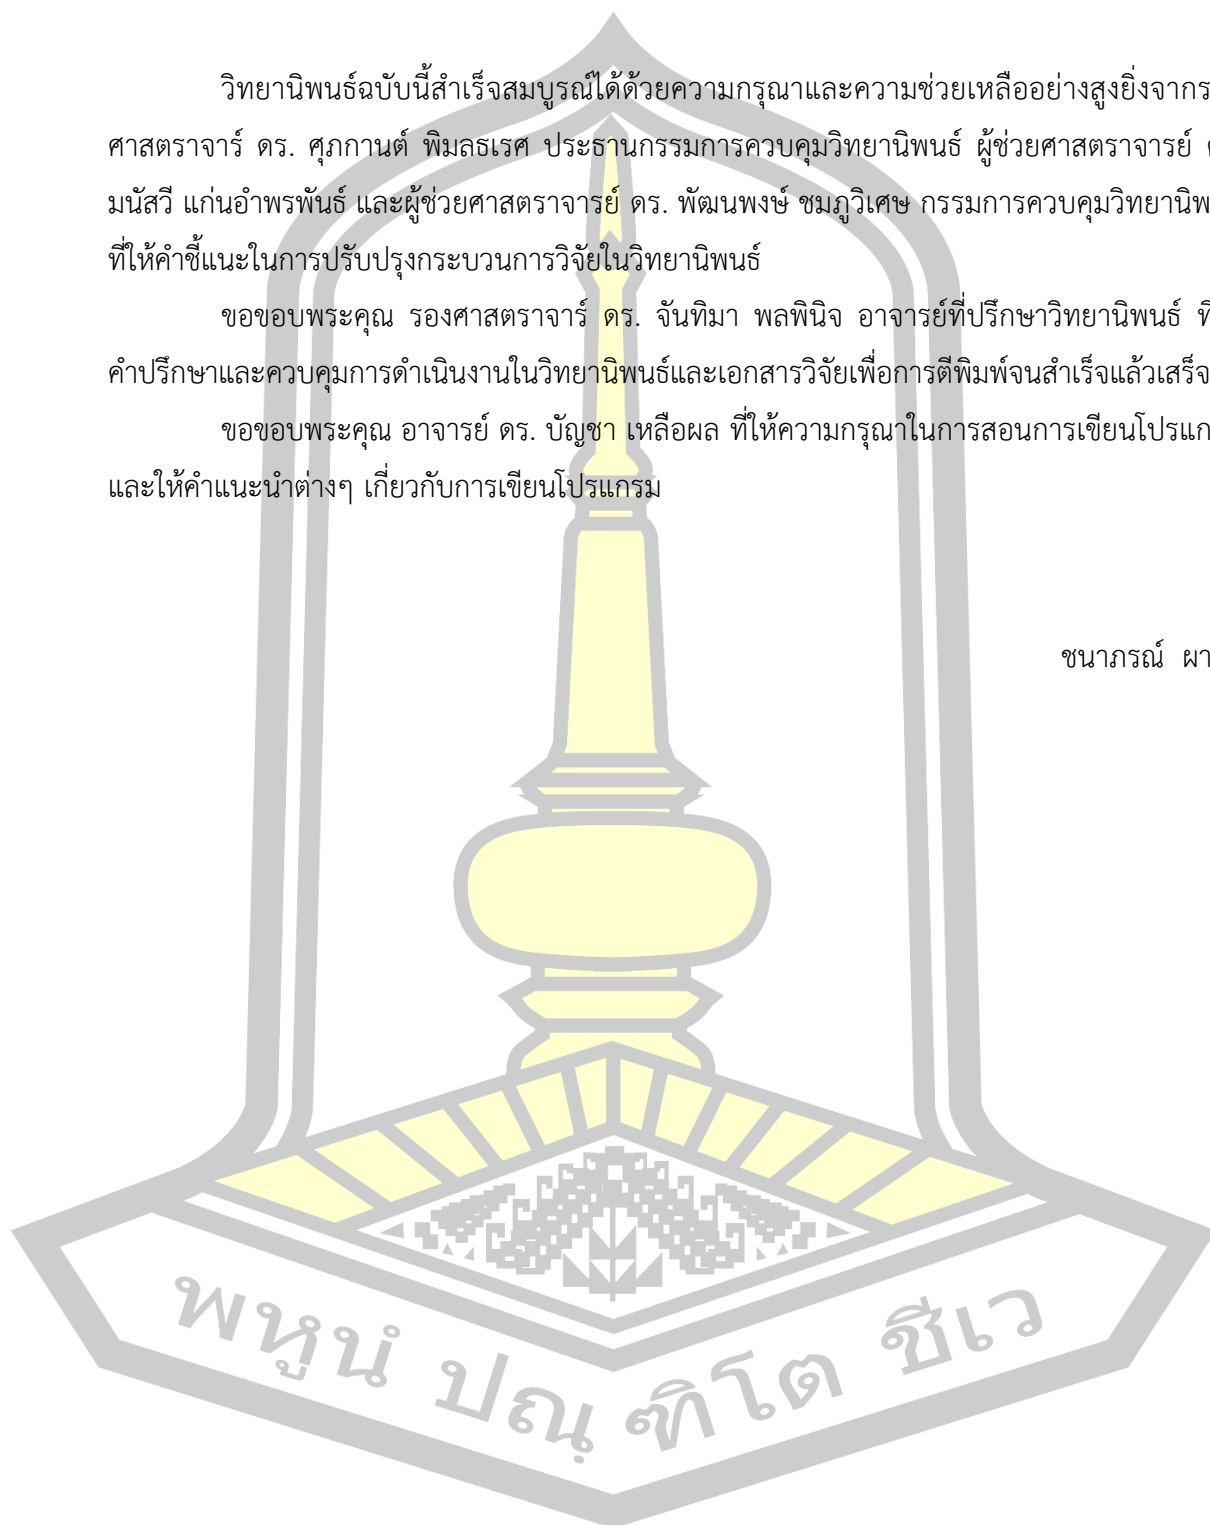 วิทยานิพนธ์ฉบับนี้สำเร็จสมบูรณ์ได้ด้วยความกรุณาและความช่วยเหลืออย่างสูงยิ่งจากร
ศาสตราจาร์ ดร. ศุภกานต์ พิมลธเรศ ประธานกรรมการควบคุมวิทยานิพนธ์ ผู้ช่วยศาสตราจารย์
มนัสวี แก่นอำพรพันธ์ และผู้ช่วยศาสตราจารย์ ดร. พัฒนพงษ์ ชมภูวิเศษ กรรมการควบคุมวิทยานิพ
ที่ให้คำชี้แนะในการปรับปรุงกระบวนการวิจัยในวิทยานิพนธ์
ขอขอบพระคุณ รองศาสตราจาร์ ดร. จันทิมา พลพินิจ อาจารย์ที่ปรึกษาวิทยานิพนธ์ ที
คำปรึกษาและควบคุมการดำเนินงานในวิทยานิพนธ์และเอกสารวิจัยเพื่อการตีพิมพ์จนสำเร็จแล้วเสร็จ
ขอขอบพระคุณ อาจารย์ ดร. บัญชา เหลือผล ที่ให้ความกรุณาในการสอนการเขียนโปรแก
และให้คำแนะนำต่างๆ เกี่ยวกับการเขียนโปรแกรม
ชนาภรณ์ ผา
พหูนํ ปณฺ ฑิโต ชีเว